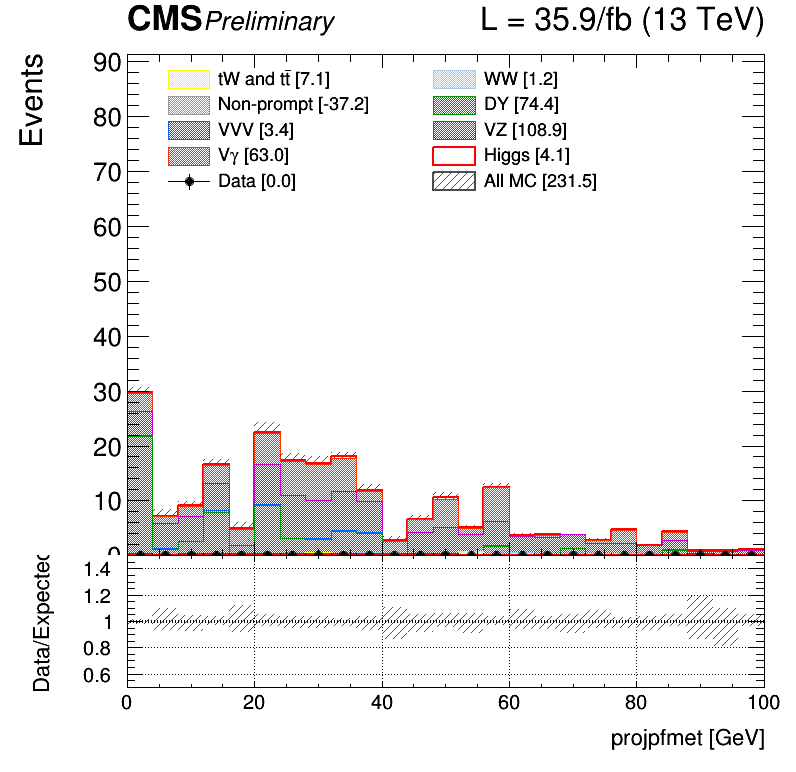 CMS Preliminary L = 35.9/fb (13 TeV)
Events
90
80
70
60
50
40
30
20
10
0
tW and tt̄ [7.1]
Non-prompt [-37.2]
VVV [3.4]
Vγ [63.0]
Data [0.0]
WW [1.2]
DY [74.4]
VZ [108.9]
Higgs [4.1]
All MC [231.5]
Data/Expected
1.4
1.2
1
0.8
0.6
0 20 40 60 80 100
projpfmet [GeV]